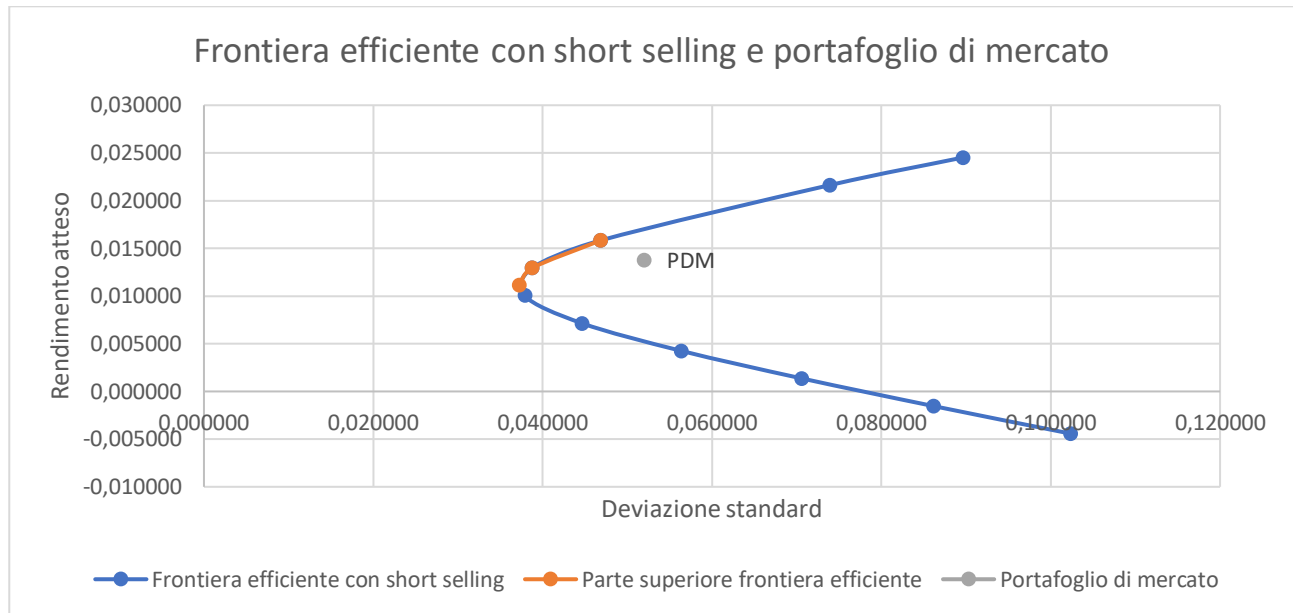 Frontiera efficiente con short selling e portafoglio di mercato
0,030000
0,025000
0,020000
0,015000
0,010000
0,005000
0,000000
-0,005000
-0,010000
Rendimento atteso
PDM
0,000000 0,020000 0,040000 0,060000 0,080000 0,100000 0,120000
Deviazione standard
Frontiera efficiente con short selling Parte superiore frontiera efficiente Portafoglio di mercato